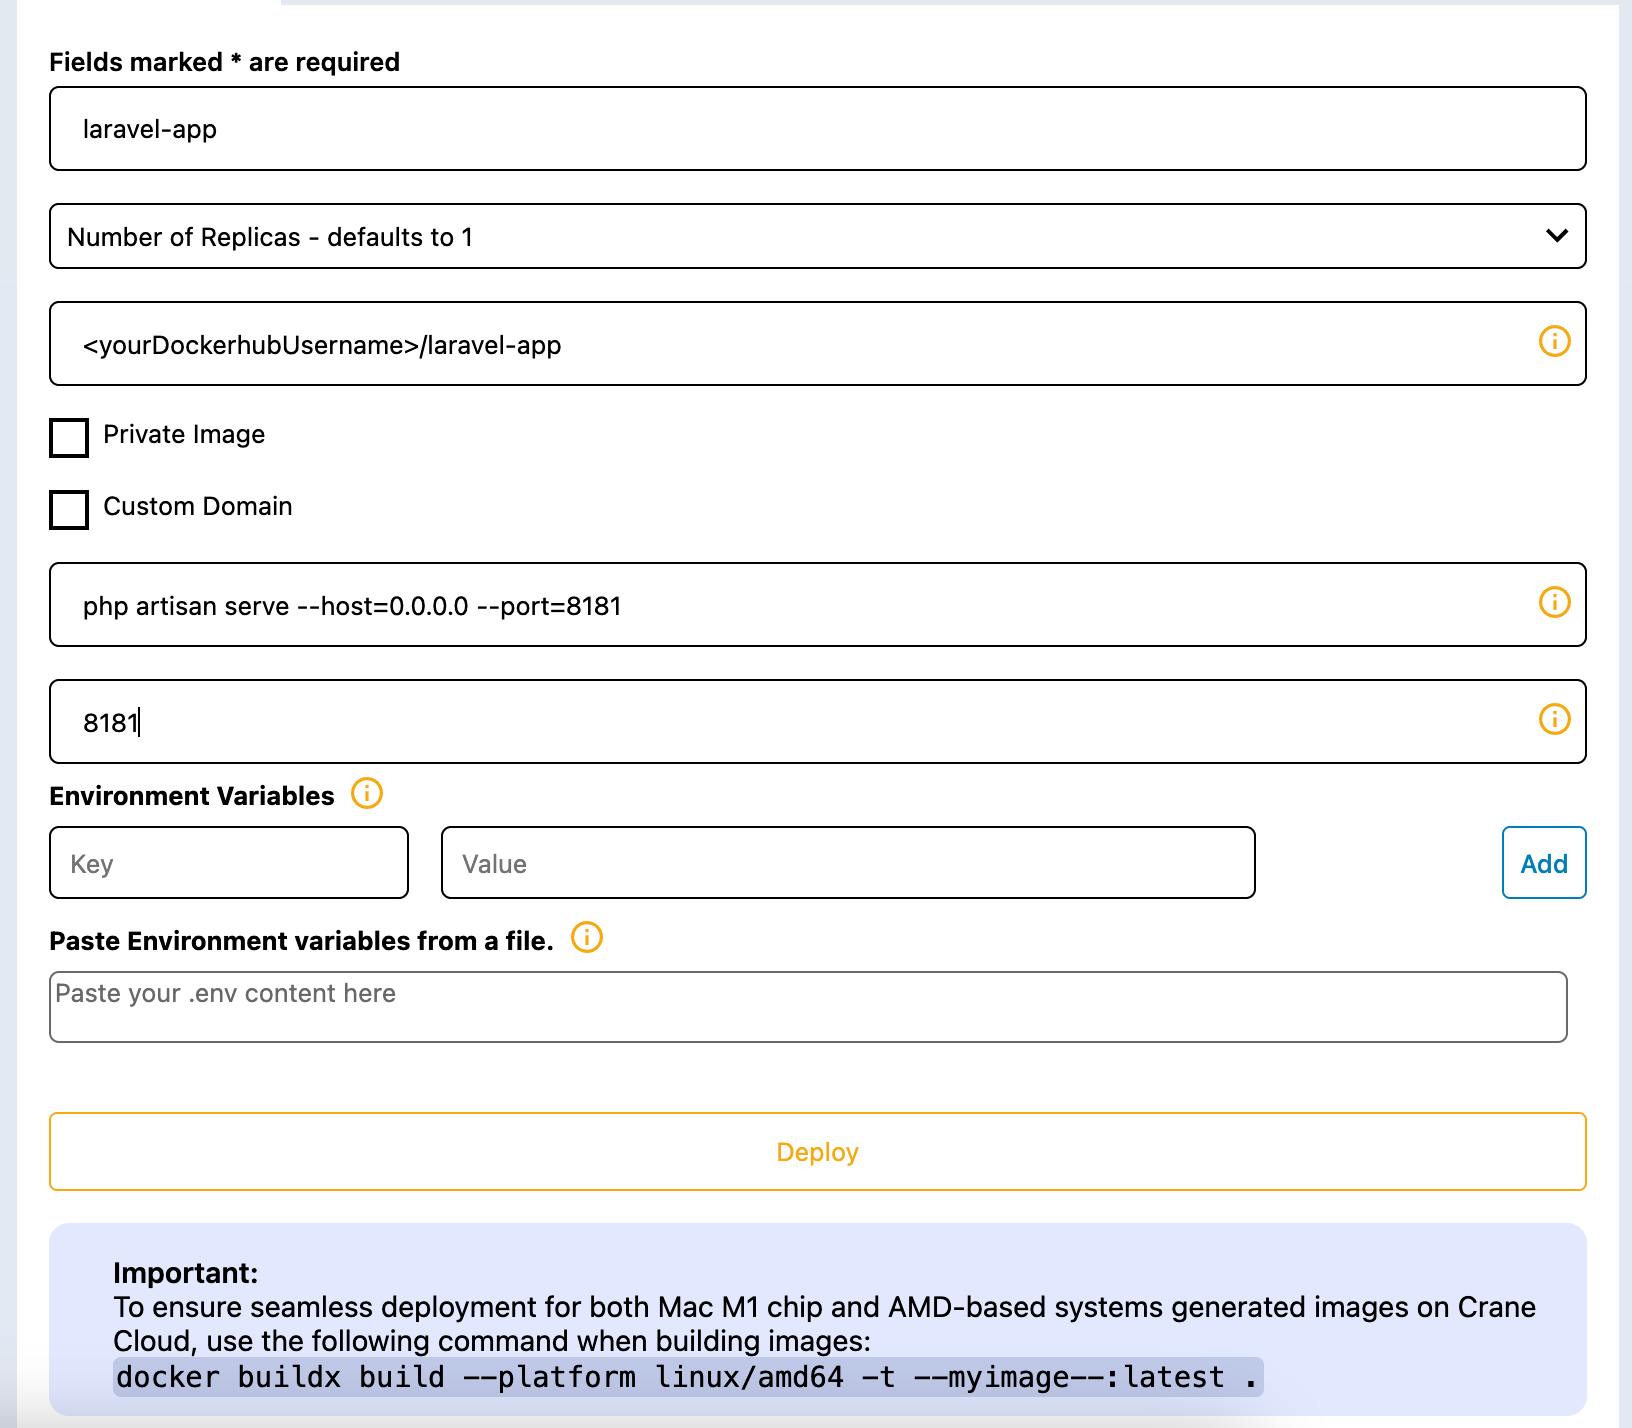 Fields marked * are required
laravel-app
Number of Replicas - defaults to 1
<yourDockerhubUsername>/laravel-app
Private Image
Custom Domain
php artisan serve --host=0.0.0.0 --port=8181
8181
Environment Variables
Key
Value
Add
Paste Environment variables from a file.
Paste your .env content here
Deploy
Important:
To ensure seamless deployment for both Mac M1 chip and AMD-based systems generated images on Crane
Cloud, use the following command when building images:
docker buildx build --platform linux/amd64 -t --myimage--:latest .